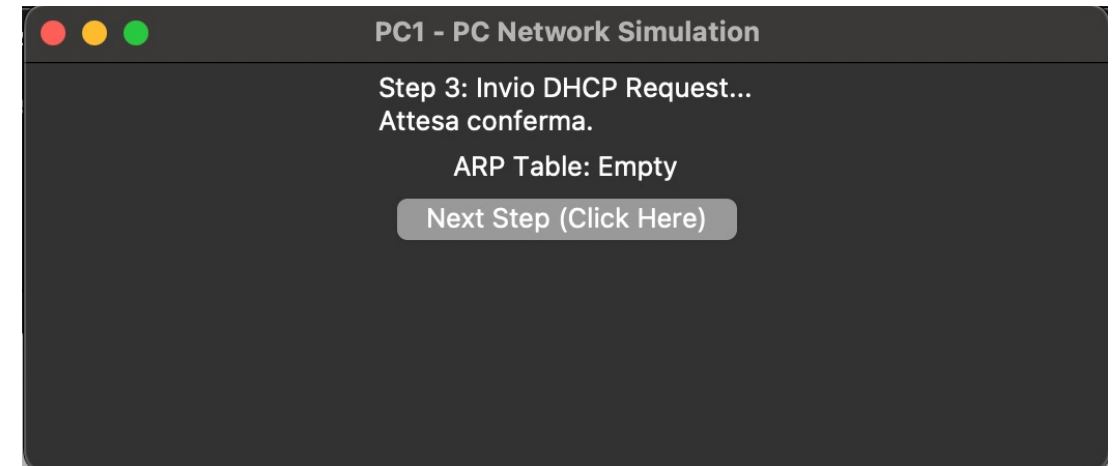 PC1 - PC Network Simulation
Step 3: Invio DHCP Request...
Attesa conferma.
ARP Table: Empty
Next Step (Click Here)